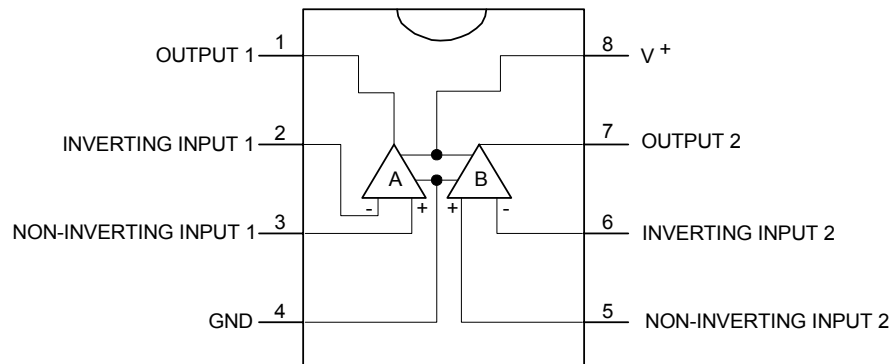 1
OUTPUT 1
8
V+
2
INVERTING INPUT 1
7
OUTPUT 2
A
B
- +
+ -
3
NON-INVERTING INPUT 1
6
INVERTING INPUT 2
4
GND
5
NON-INVERTING INPUT 2